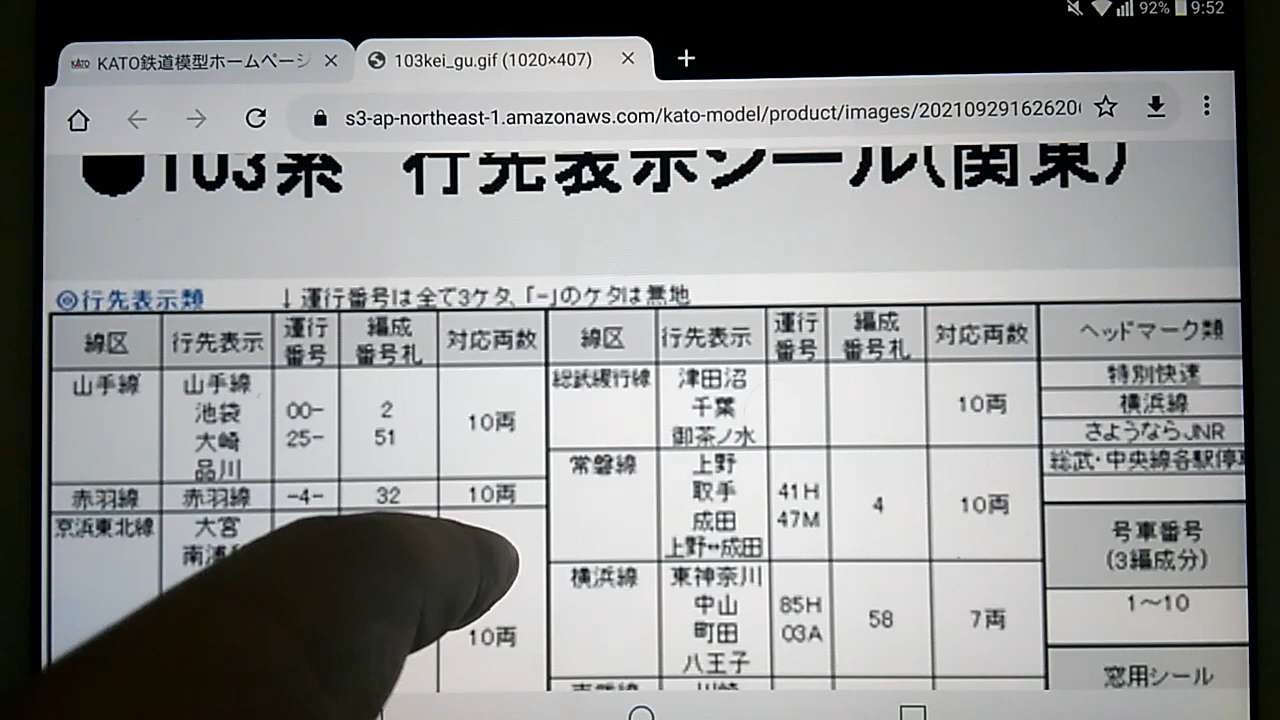 92% 9:52
KATO KATO鉄道模型ホームページ
103kei_gu.gif (1020×407)
s3-ap-northeast-1.amazonaws.com/kato-model/product/images/20210929162620
●103系 行先表示シール(関東)
◎行先表示類 ↓運行番号は全て3ケタ、「-」のケタは無地
線区 行先表示 運行番号 編成番号札 対応両数
山手線 山手線 池袋 大崎 品川 00- 25- 2 51 10両
赤羽線 赤羽線 -4- 32 10両
京浜東北線 大宮 10両
線区 行先表示 運行番号 編成番号札 対応両数
総武緩行線 津田沼 千葉 御茶ノ水 10両
常磐線 上野 取手 成田 上野↔成田 41H 47M 4 10両
横浜線 東神奈川 中山 町田 八王子 85H 03A 58 7両
ヘッドマーク類
特別快速
横浜線
さようならJNR
総武・中央線各駅停
号車番号
(3編成分)
1～10
窓用シール